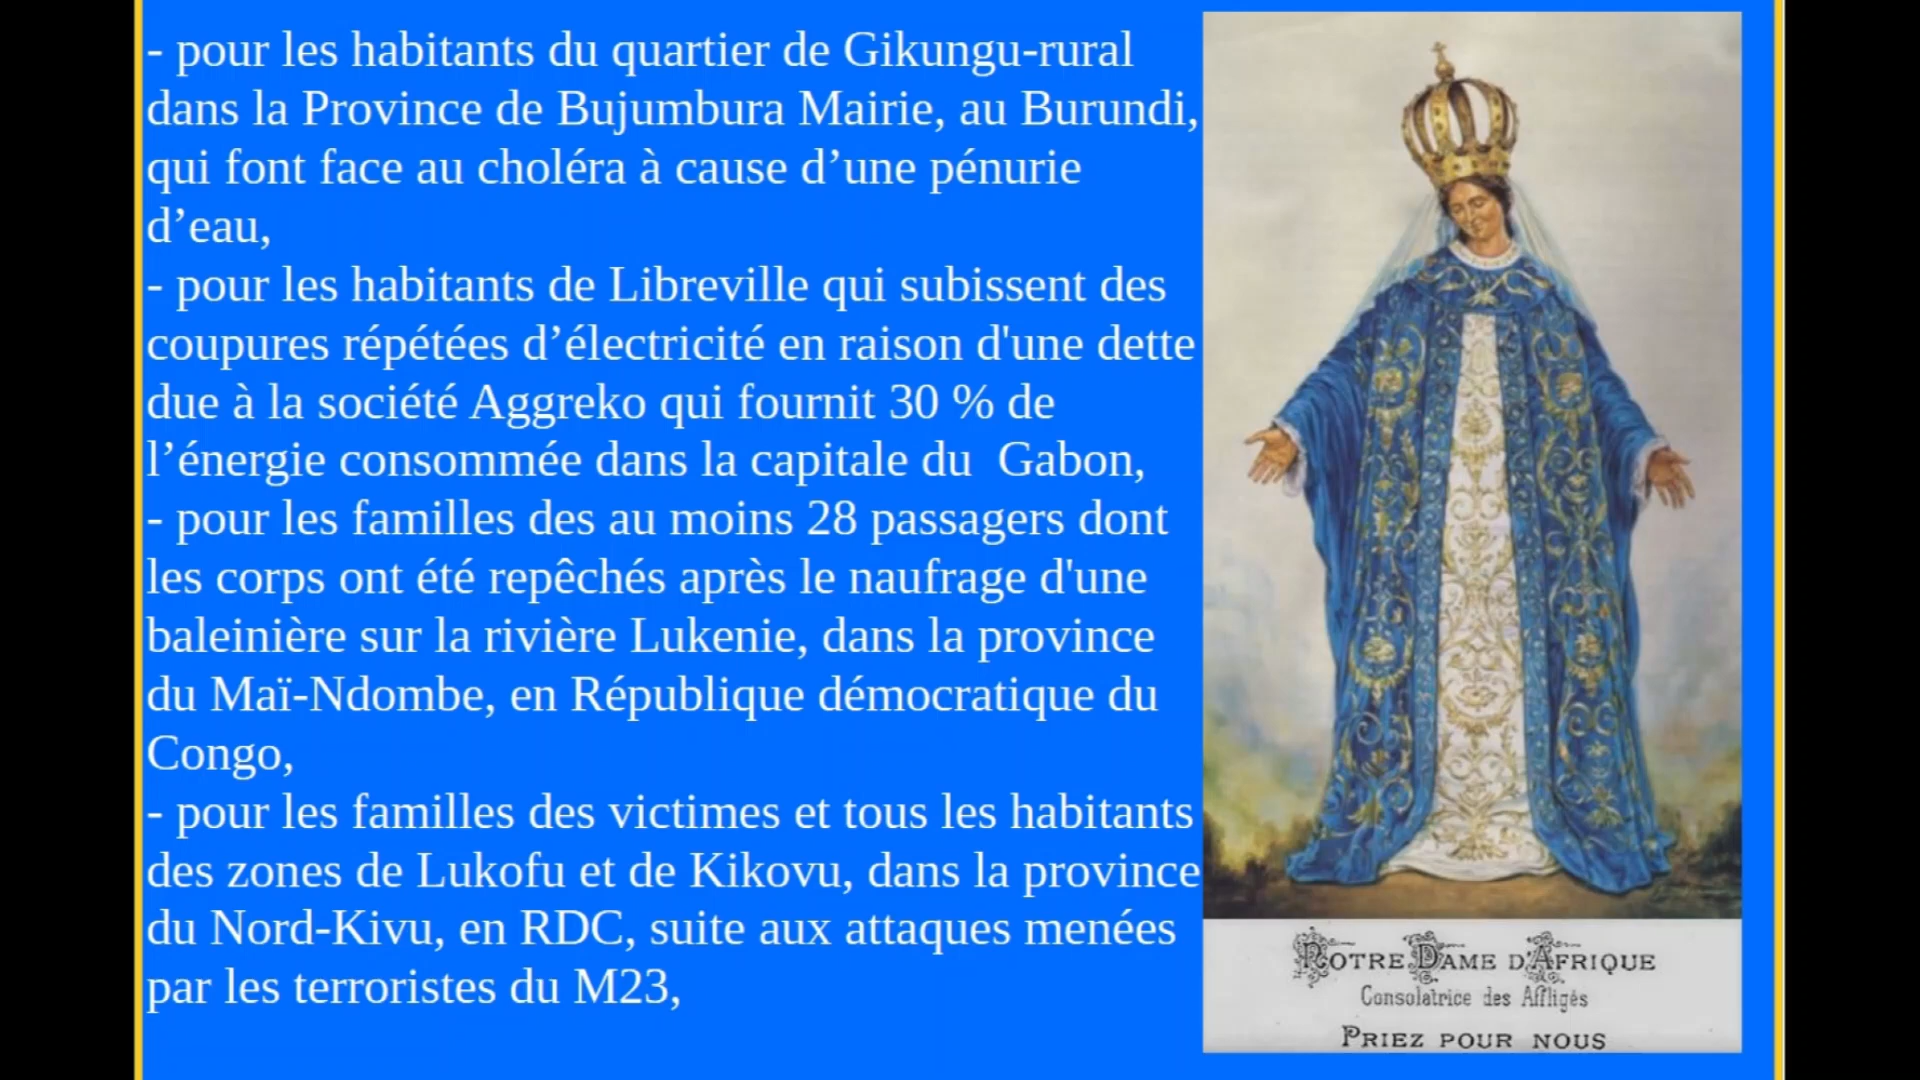 - pour les habitants du quartier de Gikungu-rural
dans la Province de Bujumbura Mairie, au Burundi,
qui font face au choléra à cause d’une pénurie
d’eau,
- pour les habitants de Libreville qui subissent des
coupures répétées d’électricité en raison d'une dette
due à la société Aggreko qui fournit 30 % de
l’énergie consommée dans la capitale du  Gabon,
- pour les familles des au moins 28 passagers dont
les corps ont été repêchés après le naufrage d'une
baleinière sur la rivière Lukenie, dans la province
du Maï-Ndombe, en République démocratique du
Congo,
- pour les familles des victimes et tous les habitants
des zones de Lukofu et de Kikovu, dans la province
du Nord-Kivu, en RDC, suite aux attaques menées
par les terroristes du M23,
NOTRE DAME D'AFRIQUE
Consolatrice des Affligés
PRIEZ POUR NOUS